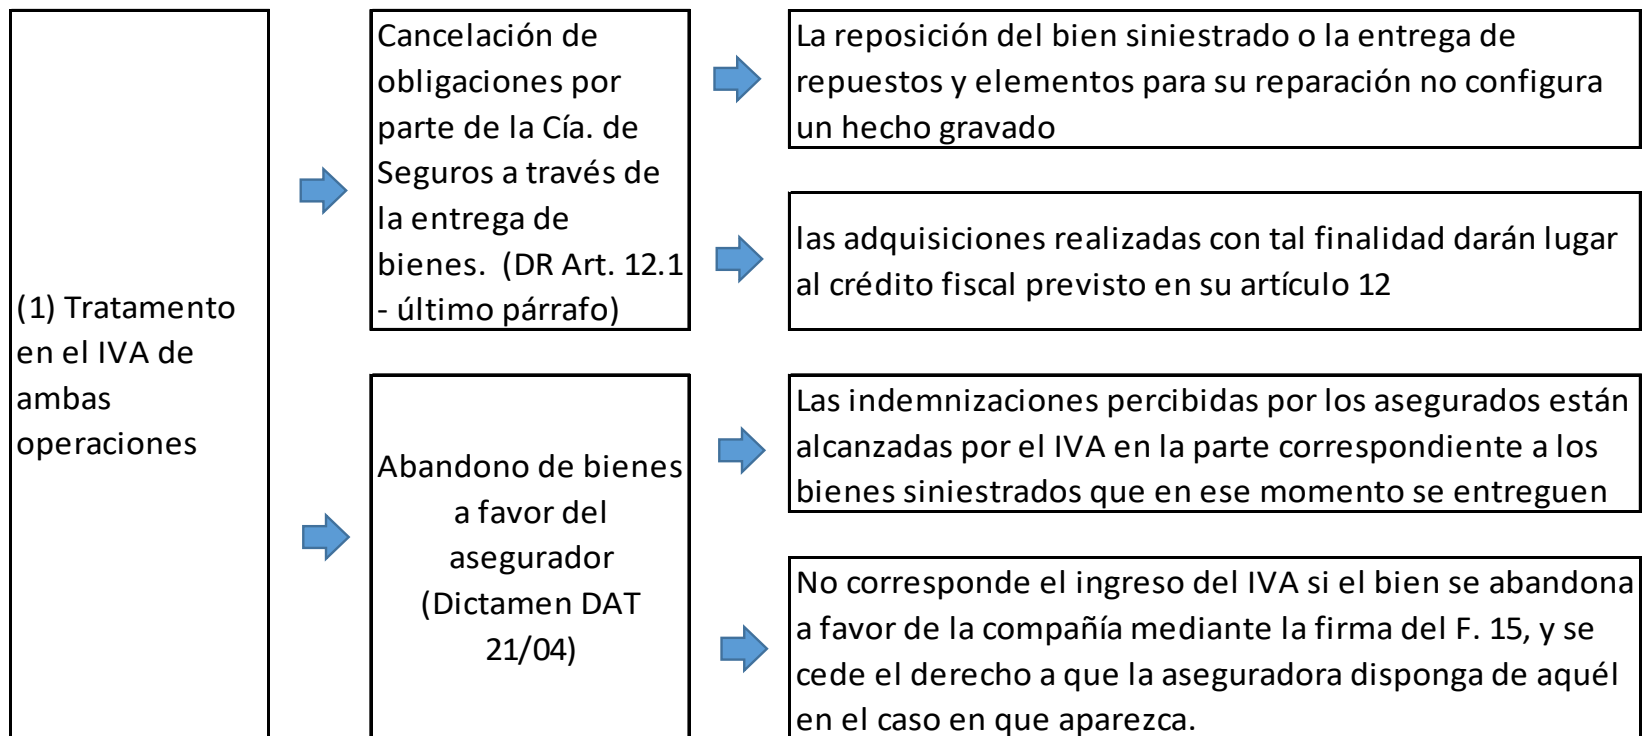 (1) Tratamento
en el IVA de
ambas
operaciones
Cancelación de
obligaciones por
parte de la Cía. de
Seguros a través de
la entrega de
bienes.  (DR Art. 12.1
- último párrafo)
La reposición del bien siniestrado o la entrega de
repuestos y elementos para su reparación no configura
un hecho gravado
las adquisiciones realizadas con tal finalidad darán lugar
al crédito fiscal previsto en su artículo 12
Abandono de bienes
a favor del
asegurador
(Dictamen DAT
21/04)
Las indemnizaciones percibidas por los asegurados están
alcanzadas por el IVA en la parte correspondiente a los
bienes siniestrados que en ese momento se entreguen
No corresponde el ingreso del IVA si el bien se abandona
a favor de la compañía mediante la firma del F. 15, y se
cede el derecho a que la aseguradora disponga de aquél
en el caso en que aparezca.